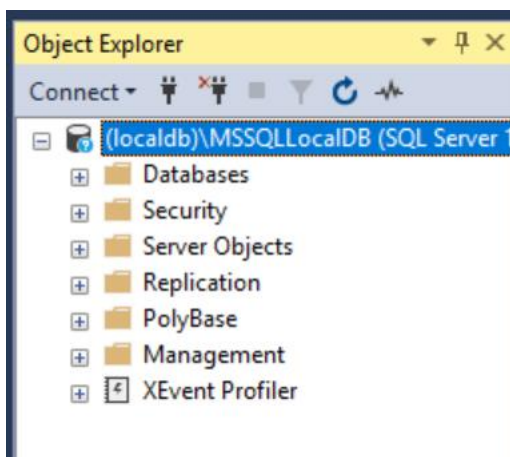 Object Explorer
Connect
(localdb)\MSSQLLocalDB (SQL Server 1
Databases
Security
Server Objects
Replication
PolyBase
Management
XEvent Profiler